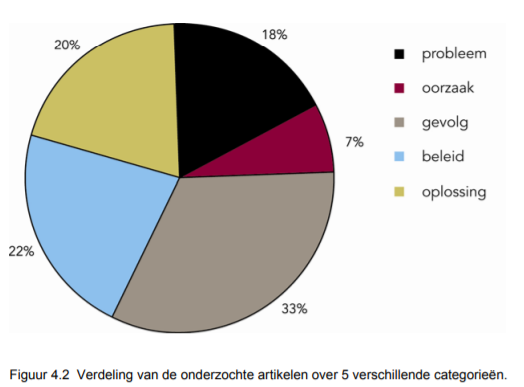 20%
18%
probleem
oorzaak
7%
gevolg
beleid
oplossing
22%
33%
Figuur 4.2 Verdeling van de onderzochte artikelen over 5 verschillende categorieën.